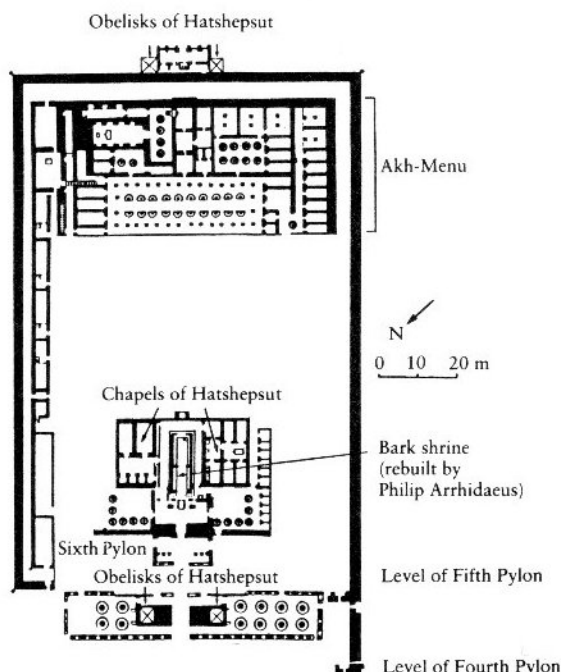 Obelisks of Hatshepsut
Akh-Menu
N
0 10 20 m
Chapels of Hatshepsut
Bark shrine
(rebuilt by
Philip Arrhidaeus)
Sixth Pylon
Obelisks of Hatshepsut
Level of Fifth Pylon
Level of Fourth Pylon